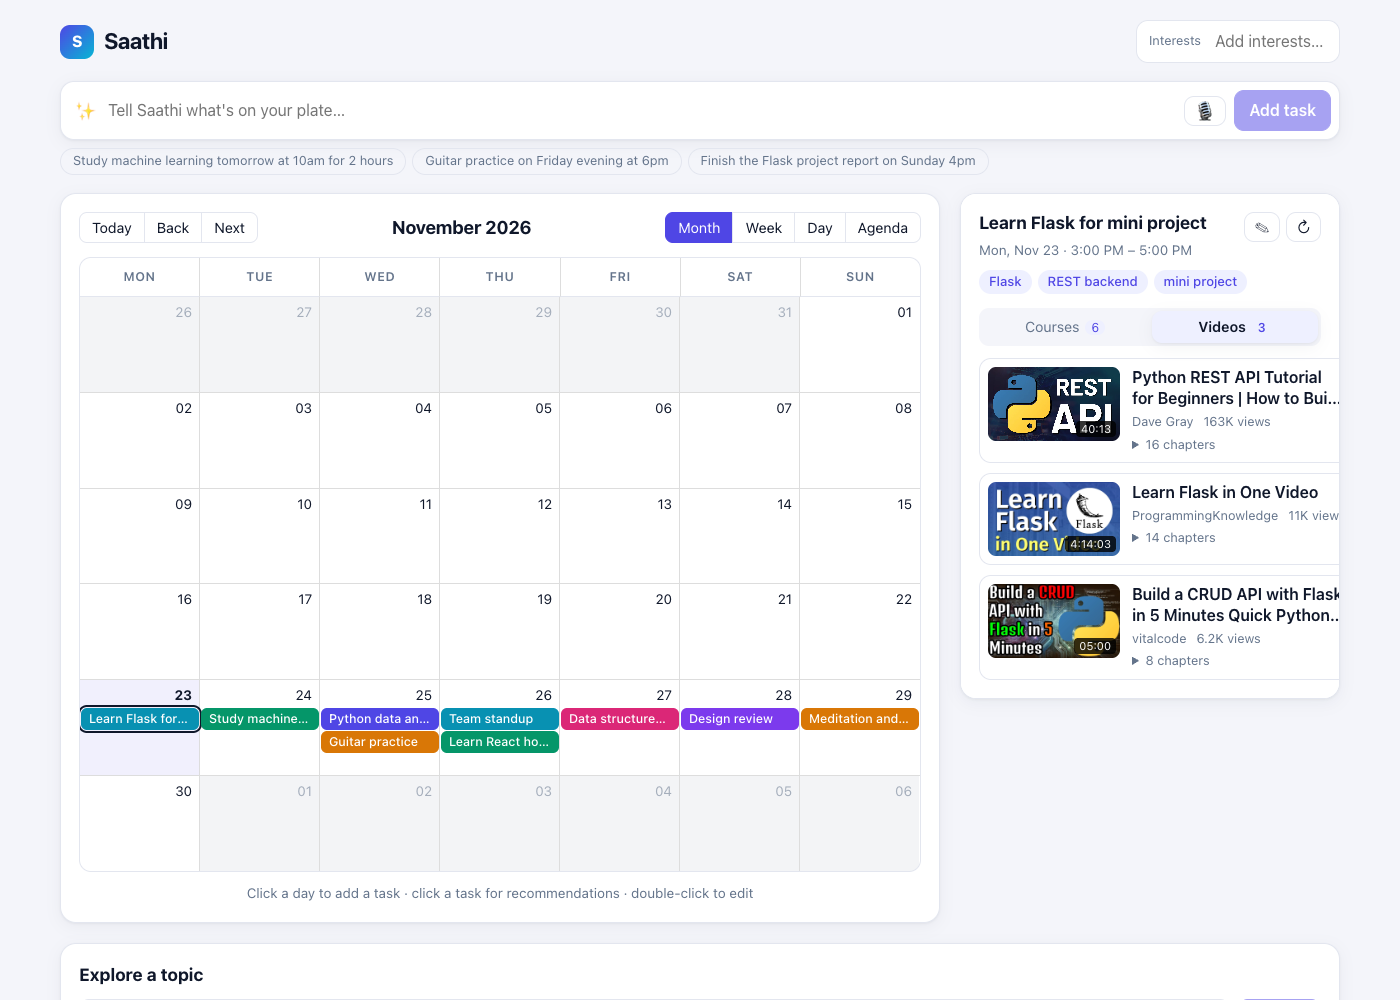 S Saathi
Interests Add interests...
✨ Tell Saathi what's on your plate...
Add task
Study machine learning tomorrow at 10am for 2 hours
Guitar practice on Friday evening at 6pm
Finish the Flask project report on Sunday 4pm
Today Back Next
November 2026
Month Week Day Agenda
MON TUE WED THU FRI SAT SUN
26 27 28 29 30 31 01
02 03 04 05 06 07 08
09 10 11 12 13 14 15
16 17 18 19 20 21 22
23 24 25 26 27 28 29
Learn Flask for... Study machine... Python data an... Team standup Data structure... Design review Meditation and...
Guitar practice Learn React ho...
30 01 02 03 04 05 06
Click a day to add a task · click a task for recommendations · double-click to edit
Learn Flask for mini project
Mon, Nov 23 · 3:00 PM – 5:00 PM
Flask REST backend mini project
Courses 6 Videos 3
REST
API
40:13
Python REST API Tutorial
for Beginners | How to Bui...
Dave Gray 163K views
▶ 16 chapters
Learn
Flask
in One
Flask
4:14:03
Learn Flask in One Video
ProgrammingKnowledge 11K view
▶ 14 chapters
Build a CRUD
API with
Flask in 5
Minutes
05:00
Build a CRUD API with Flask
in 5 Minutes Quick Python...
vitalcode 6.2K views
▶ 8 chapters
Explore a topic